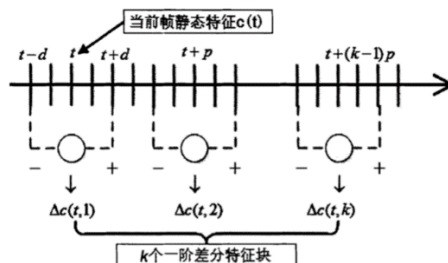 当前帧静态特征c(t)
t-d t t+d t+p t+(k-1)p
- + - + - +
Δc(t,1) Δc(t,2) Δc(t,k)
k个一阶差分特征块